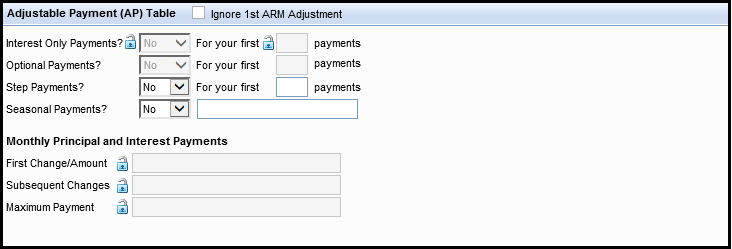 Adjustable Payment (AP) Table Ignore 1st ARM Adjustment
Interest Only Payments? No For your first payments
Optional Payments? No For your first payments
Step Payments? No For your first payments
Seasonal Payments? No
Monthly Principal and Interest Payments
First Change/Amount
Subsequent Changes
Maximum Payment